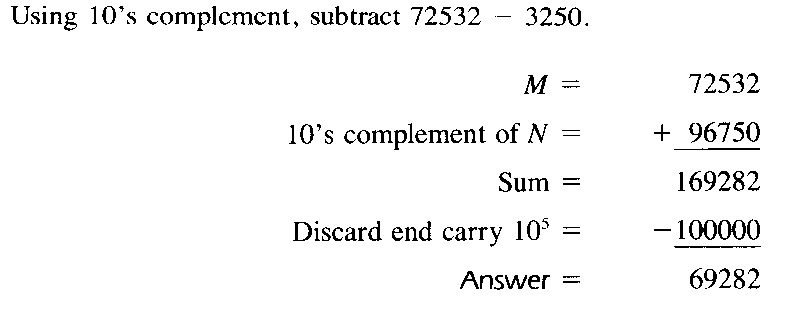 Using 10's complement, subtract 72532 − 3250.
M = 72532
10's complement of N = + 96750
Sum = 169282
Discard end carry 10⁵ = −100000
Answer = 69282